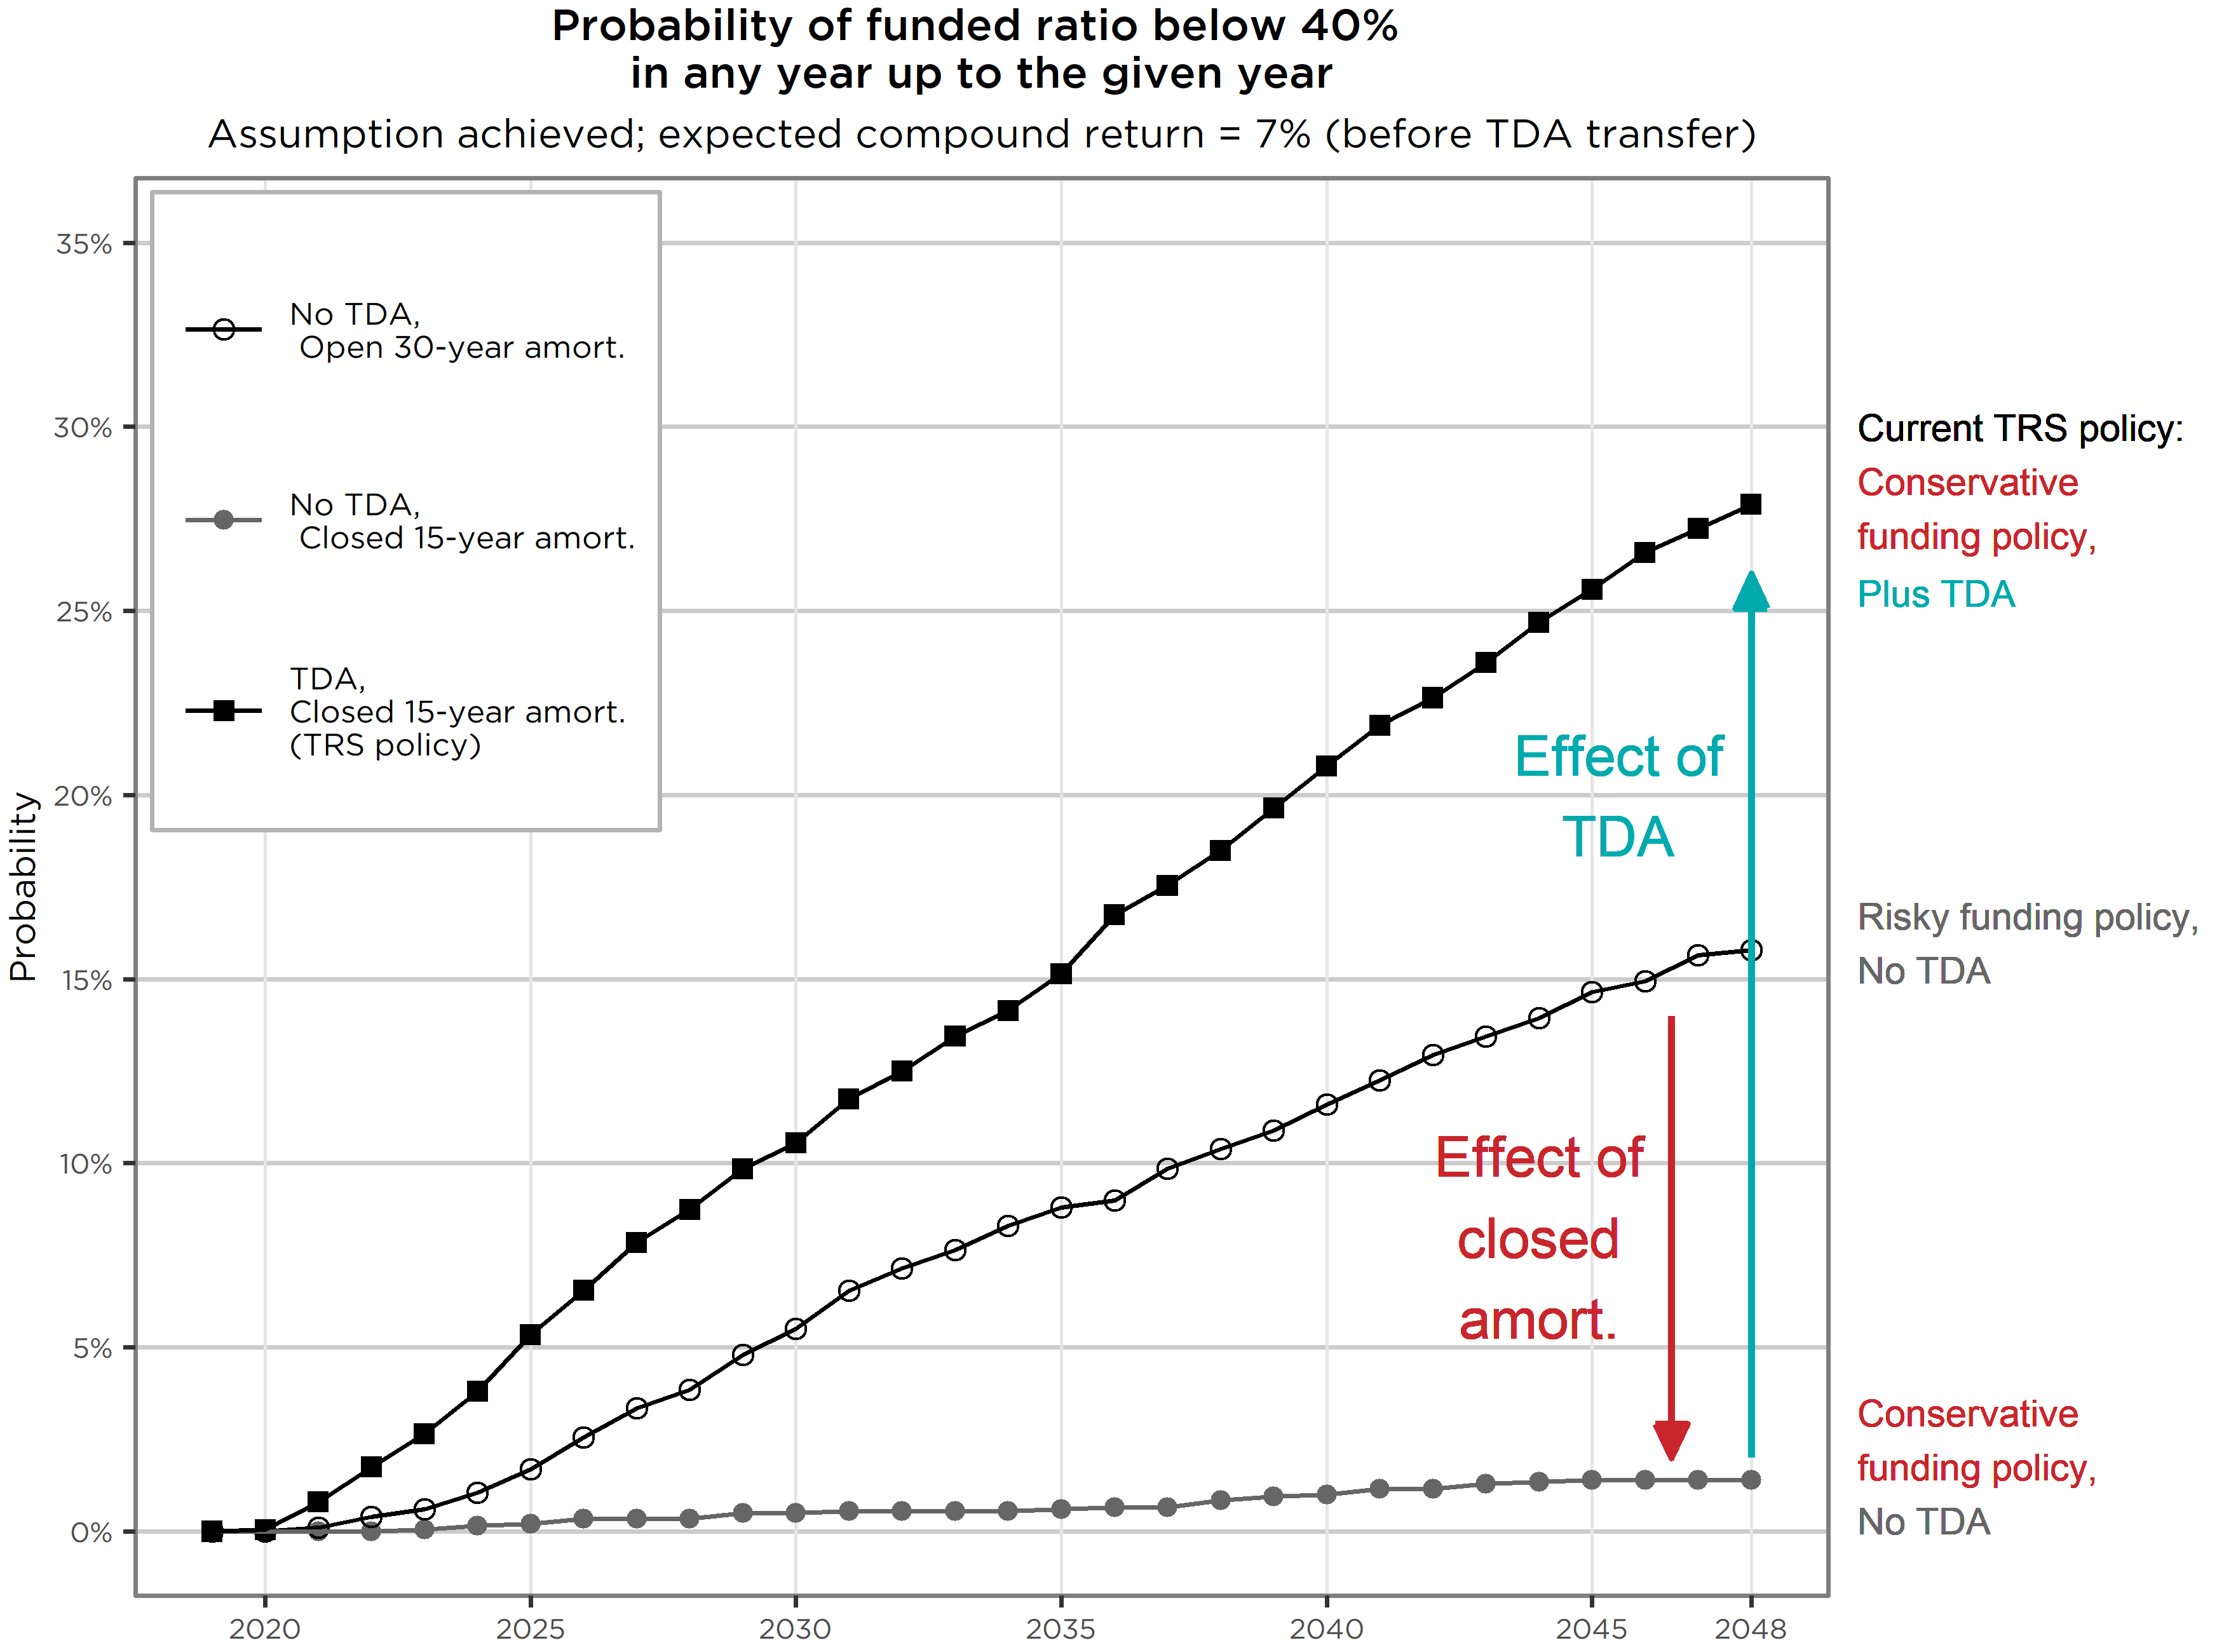 Probability of funded ratio below 40%
in any year up to the given year
Assumption achieved; expected compound return = 7% (before TDA transfer)
Probability
35%
30%
25%
20%
15%
10%
5%
0%
No TDA,
Open 30-year amort.
No TDA,
Closed 15-year amort.
TDA,
Closed 15-year amort.
(TRS policy)
Effect of
TDA
Effect of
closed
amort.
Current TRS policy:
Conservative
funding policy,
Plus TDA
Risky funding policy,
No TDA
Conservative
funding policy,
No TDA
2020
2025
2030
2035
2040
2045
2048